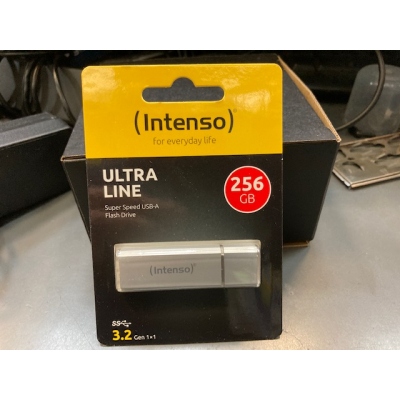 (intenso)
for everyday life
ULTRA
LINE
Super Speed USB-A
Flash Drive
256
GB
(intenso)
SS
3.2 Gen 1×1